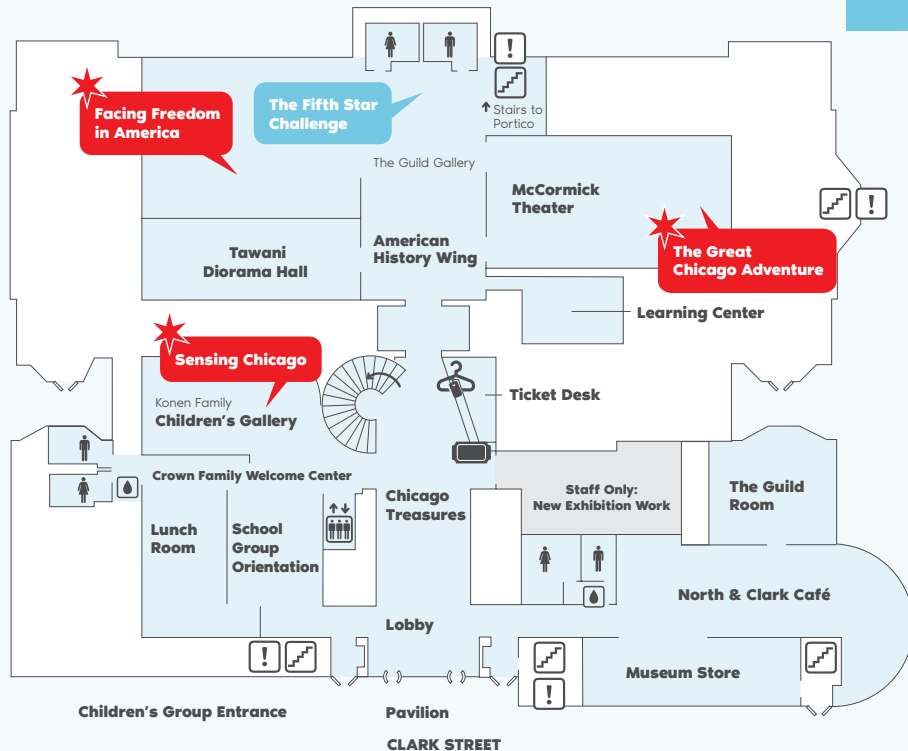 Facing Freedom
in America
The Fifth Star
Challenge
!
Stairs to
Portico
The Guild Gallery
McCormick
Theater
!
Tawani
Diorama Hall
American
History Wing
The Great
Chicago Adventure
Learning Center
Sensing Chicago
Konen Family
Children's Gallery
Ticket Desk
Crown Family Welcome Center
Chicago
Treasures
Staff Only:
New Exhibition Work
The Guild
Room
Lunch
Room
School
Group
Orientation
North & Clark Café
Lobby
!
Museum Store
!
Children's Group Entrance
Pavilion
CLARK STREET